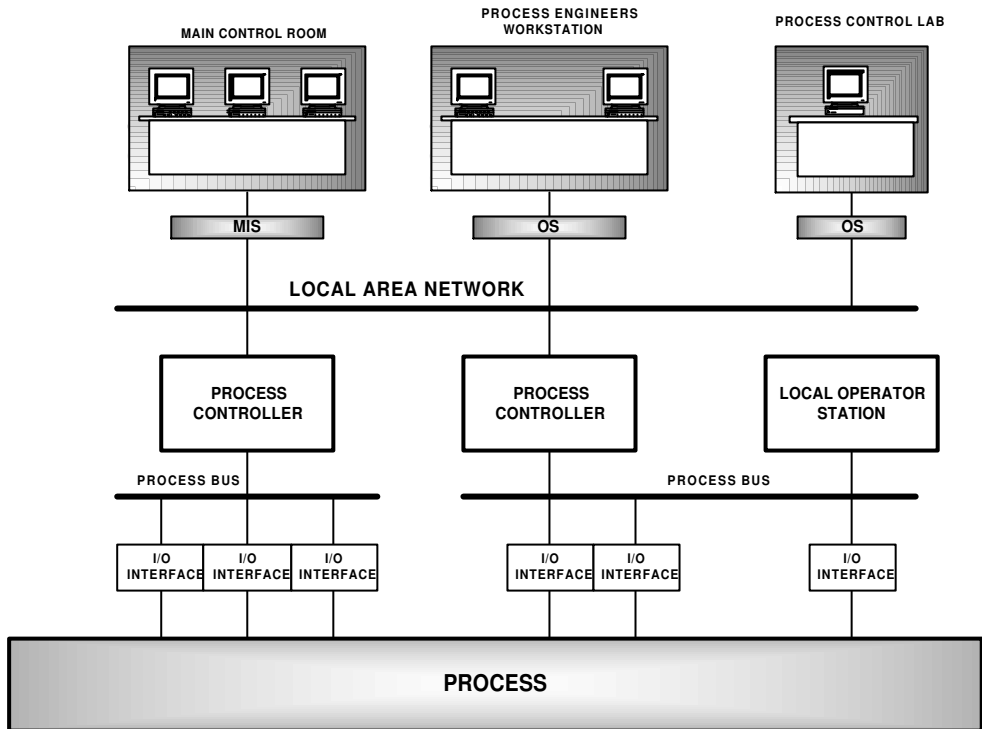 MAIN CONTROL ROOM
PROCESS ENGINEERS
WORKSTATION
PROCESS CONTROL LAB
MIS
OS
OS
LOCAL AREA NETWORK
PROCESS
CONTROLLER
PROCESS
CONTROLLER
LOCAL OPERATOR
STATION
PROCESS BUS
PROCESS BUS
I/O
INTERFACE
I/O
INTERFACE
I/O
INTERFACE
I/O
INTERFACE
I/O
INTERFACE
I/O
INTERFACE
PROCESS